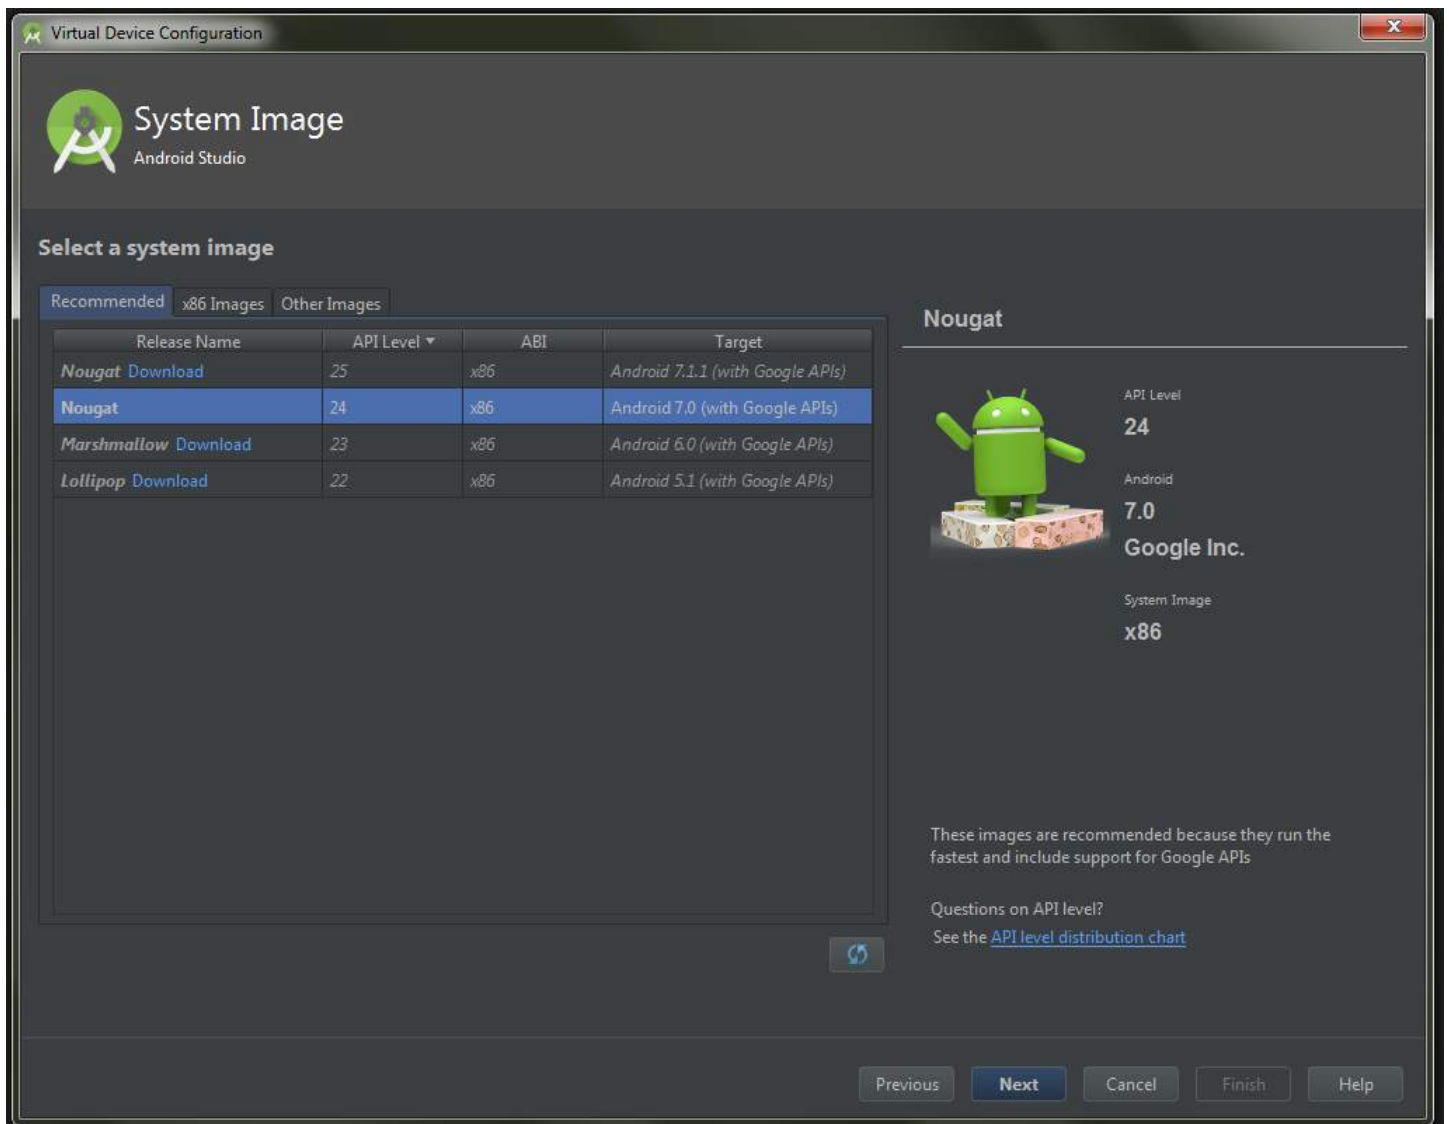 Virtual Device Configuration
System Image
Android Studio
Select a system image
Recommended x86 Images Other Images
Release Name API Level ABI Target
Nougat Download 25 x86 Android 7.1.1 (with Google APIs)
Nougat 24 x86 Android 7.0 (with Google APIs)
Marshmallow Download 23 x86 Android 6.0 (with Google APIs)
Lollipop Download 22 x86 Android 5.1 (with Google APIs)
Nougat
API Level
24
Android
7.0
Google Inc.
System Image
x86
These images are recommended because they run the
fastest and include support for Google APIs
Questions on API level?
See the API level distribution chart
Previous Next Cancel Finish Help